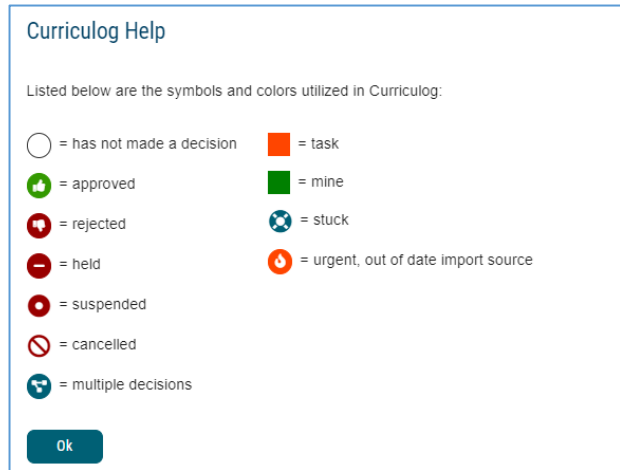 Curriculog Help
Listed below are the symbols and colors utilized in Curriculog:
= has not made a decision
= task
= approved
= mine
= rejected
= stuck
= held
= urgent, out of date import source
= suspended
= cancelled
= multiple decisions
Ok